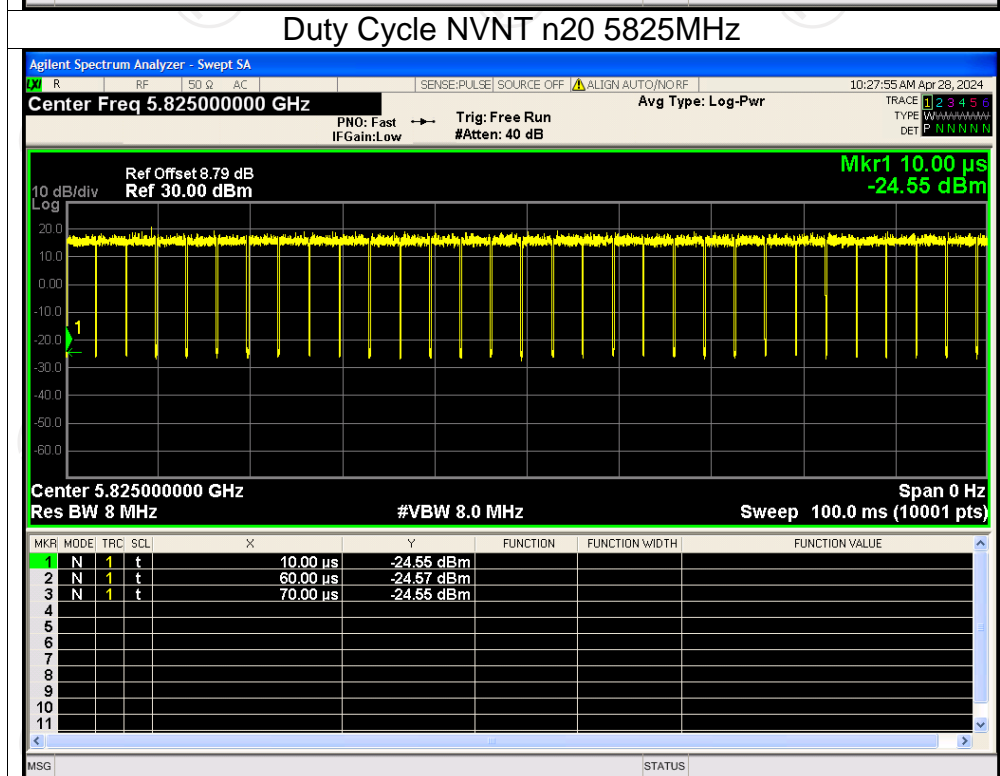 Duty Cycle NVNT n20 5825MHz
Agilent Spectrum Analyzer - Swept SA
LXI R RF 50 Ω AC SENSE:PULSE SOURCE OFF ALIGN AUTO/NO RF 10:27:55 AM Apr 28, 2024
Center Freq 5.825000000 GHz Avg Type: Log-Pwr TRACE 1 2 3 4 5 6
PNO: Fast Trig: Free Run TYPE WWWWWW
IFGain:Low #Atten: 40 dB DET P N N N N N
Mkr1 10.00 µs
Ref Offset 8.79 dB
10 dB/div Ref 30.00 dBm -24.55 dBm
Log
20.0
10.0
0.00
-10.0
1
-20.0
-30.0
-40.0
-50.0
-60.0
Center 5.825000000 GHz Span 0 Hz
Res BW 8 MHz #VBW 8.0 MHz Sweep 100.0 ms (10001 pts)
MKR MODE TRC SCL X Y FUNCTION FUNCTION WIDTH FUNCTION VALUE
1 N 1 t 10.00 µs -24.55 dBm
2 N 1 t 60.00 µs -24.57 dBm
3 N 1 t 70.00 µs -24.55 dBm
4
5
6
7
8
9
10
11
MSG STATUS